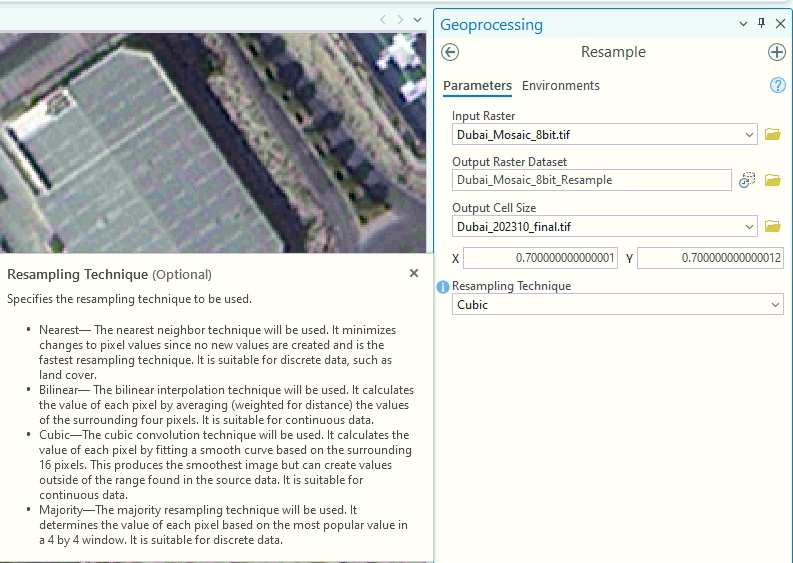 Geoprocessing
Resample
Parameters Environments
Input Raster
Dubai_Mosaic_8bit.tif
Output Raster Dataset
Dubai_Mosaic_8bit_Resample
Output Cell Size
Dubai_202310_final.tif
X 0.700000000000001 Y 0.700000000000012
Resampling Technique
Cubic
Resampling Technique (Optional)
Specifies the resampling technique to be used.
• Nearest— The nearest neighbor technique will be used. It minimizes
changes to pixel values since no new values are created and is the
fastest resampling technique. It is suitable for discrete data, such as
land cover.
• Bilinear— The bilinear interpolation technique will be used. It calculates
the value of each pixel by averaging (weighted for distance) the values
of the surrounding four pixels. It is suitable for continuous data.
• Cubic—The cubic convolution technique will be used. It calculates the
value of each pixel by fitting a smooth curve based on the surrounding
16 pixels. This produces the smoothest image but can create values
outside of the range found in the source data. It is suitable for
continuous data.
• Majority—The majority resampling technique will be used. It
determines the value of each pixel based on the most popular value in
a 4 by 4 window. It is suitable for discrete data.